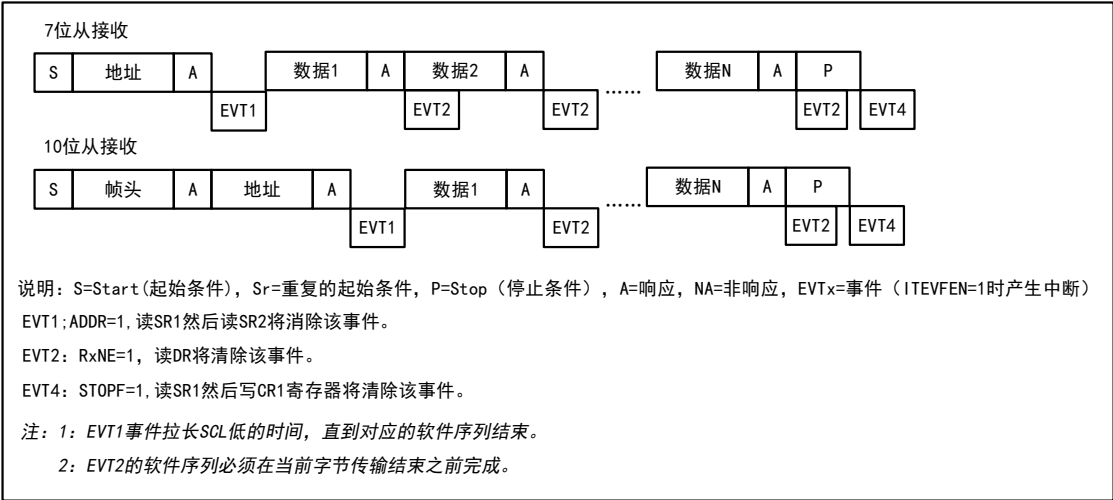 7位从接收
S 地址 A 数据1 A 数据2 A …… 数据N A P
EVT1 EVT2 EVT2 EVT2 EVT4
10位从接收
S 帧头 A 地址 A 数据1 A …… 数据N A P
EVT1 EVT2 EVT2 EVT4
说明：S=Start(起始条件)，Sr=重复的起始条件，P=Stop（停止条件），A=响应，NA=非响应，EVTx=事件（ITEVFEN=1时产生中断）
EVT1;ADDR=1,读SR1然后读SR2将消除该事件。
EVT2：RxNE=1，读DR将清除该事件。
EVT4：STOPF=1,读SR1然后写CR1寄存器将清除该事件。
注：1：EVT1事件拉长SCL低的时间，直到对应的软件序列结束。
2：EVT2的软件序列必须在当前字节传输结束之前完成。